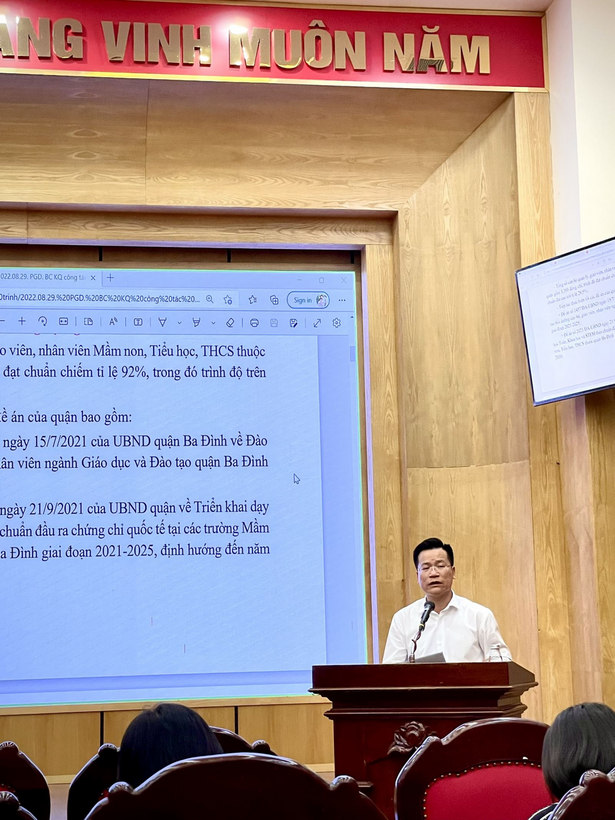 ANG VINH MUÔN NĂM
2022.08.29. PGD. BC KQ công tá
trinh/2022.08.29.%20PGD.%20BC%20KQ%20công%20tác%20...
Sign in
o viên, nhân viên Mầm non, Tiểu học, THCS thuộc
đạt chuẩn chiếm tỉ lệ 92%, trong đó trình độ trên
ề án của quận bao gồm:
ngày 15/7/2021 của UBND quận Ba Đình về Đào
ân viên ngành Giáo dục và Đào tạo quận Ba Đình
ngày 21/9/2021 của UBND quận về Triển khai dạy
chuẩn đầu ra chứng chỉ quốc tế tại các trường Mầm
a Đình giai đoạn 2021-2025, định hướng đến năm